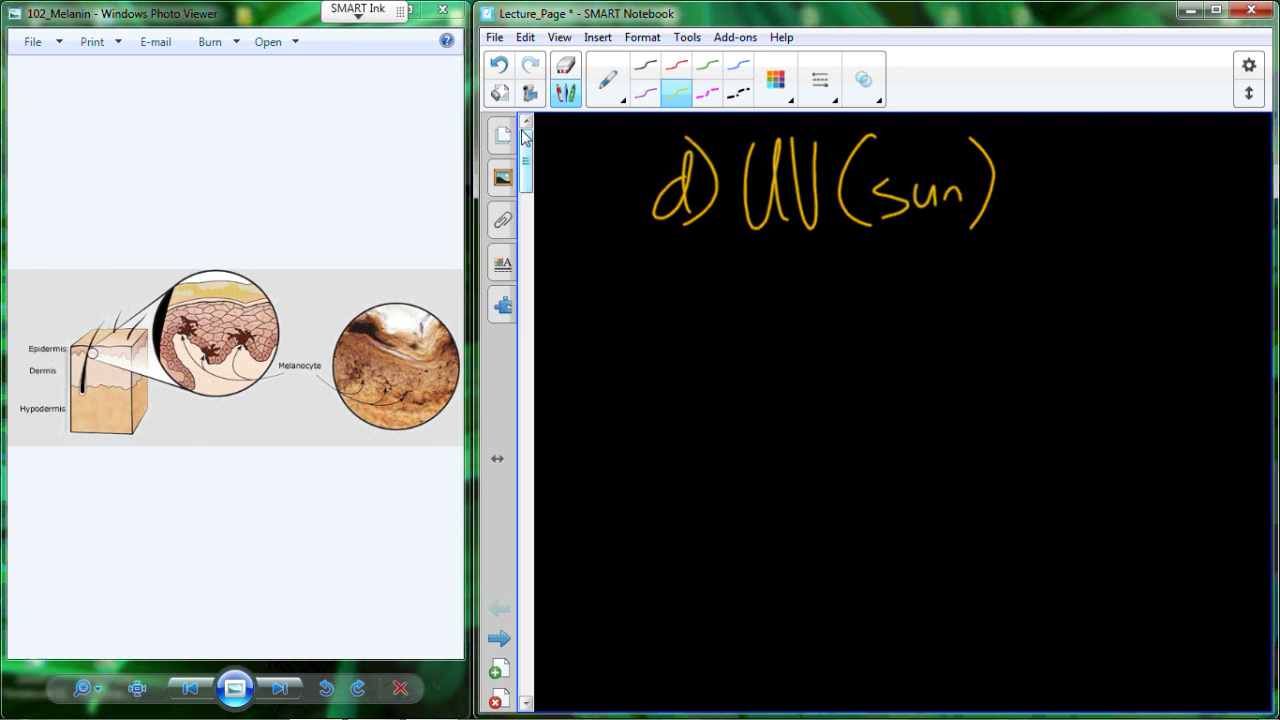 102_Melanin - Windows Photo Viewer
SMART Ink
File Print E-mail Burn Open
Epidermis
Dermis
Hypodermis
Melanocyte
Lecture_Page * - SMART Notebook
File Edit View Insert Format Tools Add-ons Help
d) UV (sun)